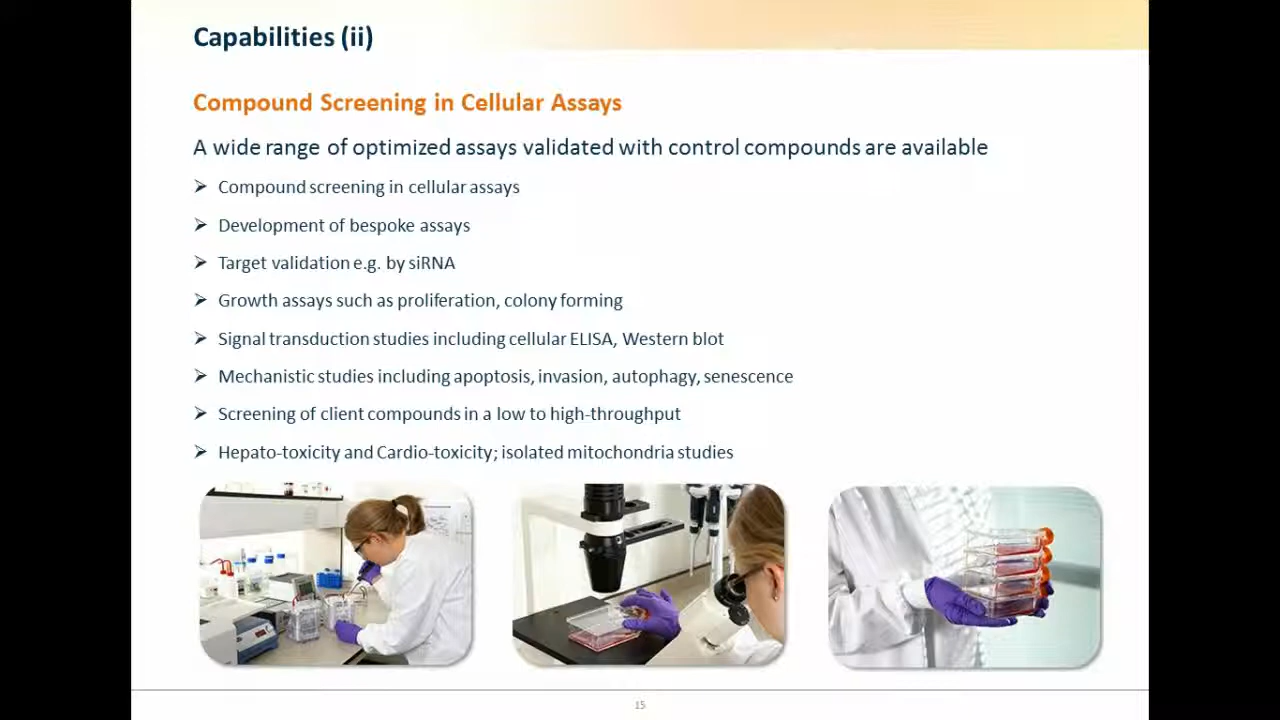 Capabilities (ii)
Compound Screening in Cellular Assays
A wide range of optimized assays validated with control compounds are available
➤ Compound screening in cellular assays
➤ Development of bespoke assays
➤ Target validation e.g. by siRNA
➤ Growth assays such as proliferation, colony forming
➤ Signal transduction studies including cellular ELISA, Western blot
➤ Mechanistic studies including apoptosis, invasion, autophagy, senescence
➤ Screening of client compounds in a low to high-throughput
➤ Hepato-toxicity and Cardio-toxicity; isolated mitochondria studies
15